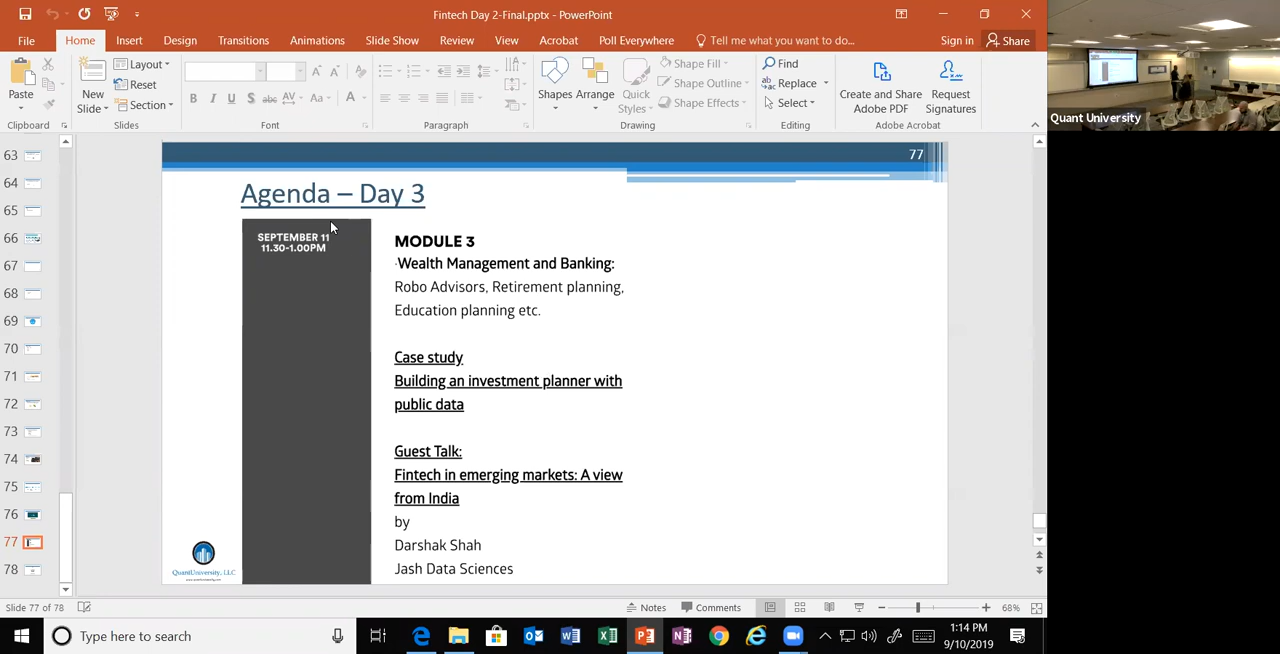 Fintech Day 2-Final.pptx - PowerPoint
File Home Insert Design Transitions Animations Slide Show Review View Acrobat Poll Everywhere Tell me what you want to do... Sign in Share
Paste
New Slide
Layout
Reset
Section
B I U S abc AV Aa A
Shapes
Arrange
Quick Styles
Shape Fill
Shape Outline
Shape Effects
Find
Replace
Select
Create and Share Adobe PDF
Request Signatures
Clipboard Slides Font Paragraph Drawing Editing Adobe Acrobat
Quant University
63
64
65
66
67
68
69
70
71
72
73
74
75
76
77
78
77
Agenda – Day 3
SEPTEMBER 11
11.30-1.00PM
MODULE 3
·Wealth Management and Banking:
Robo Advisors, Retirement planning,
Education planning etc.
Case study
Building an investment planner with
public data
Guest Talk:
Fintech in emerging markets: A view
from India
by
Darshak Shah
Jash Data Sciences
QuantUniversity, LLC
Slide 77 of 78 Notes Comments 68%
Type here to search
1:14 PM
9/10/2019